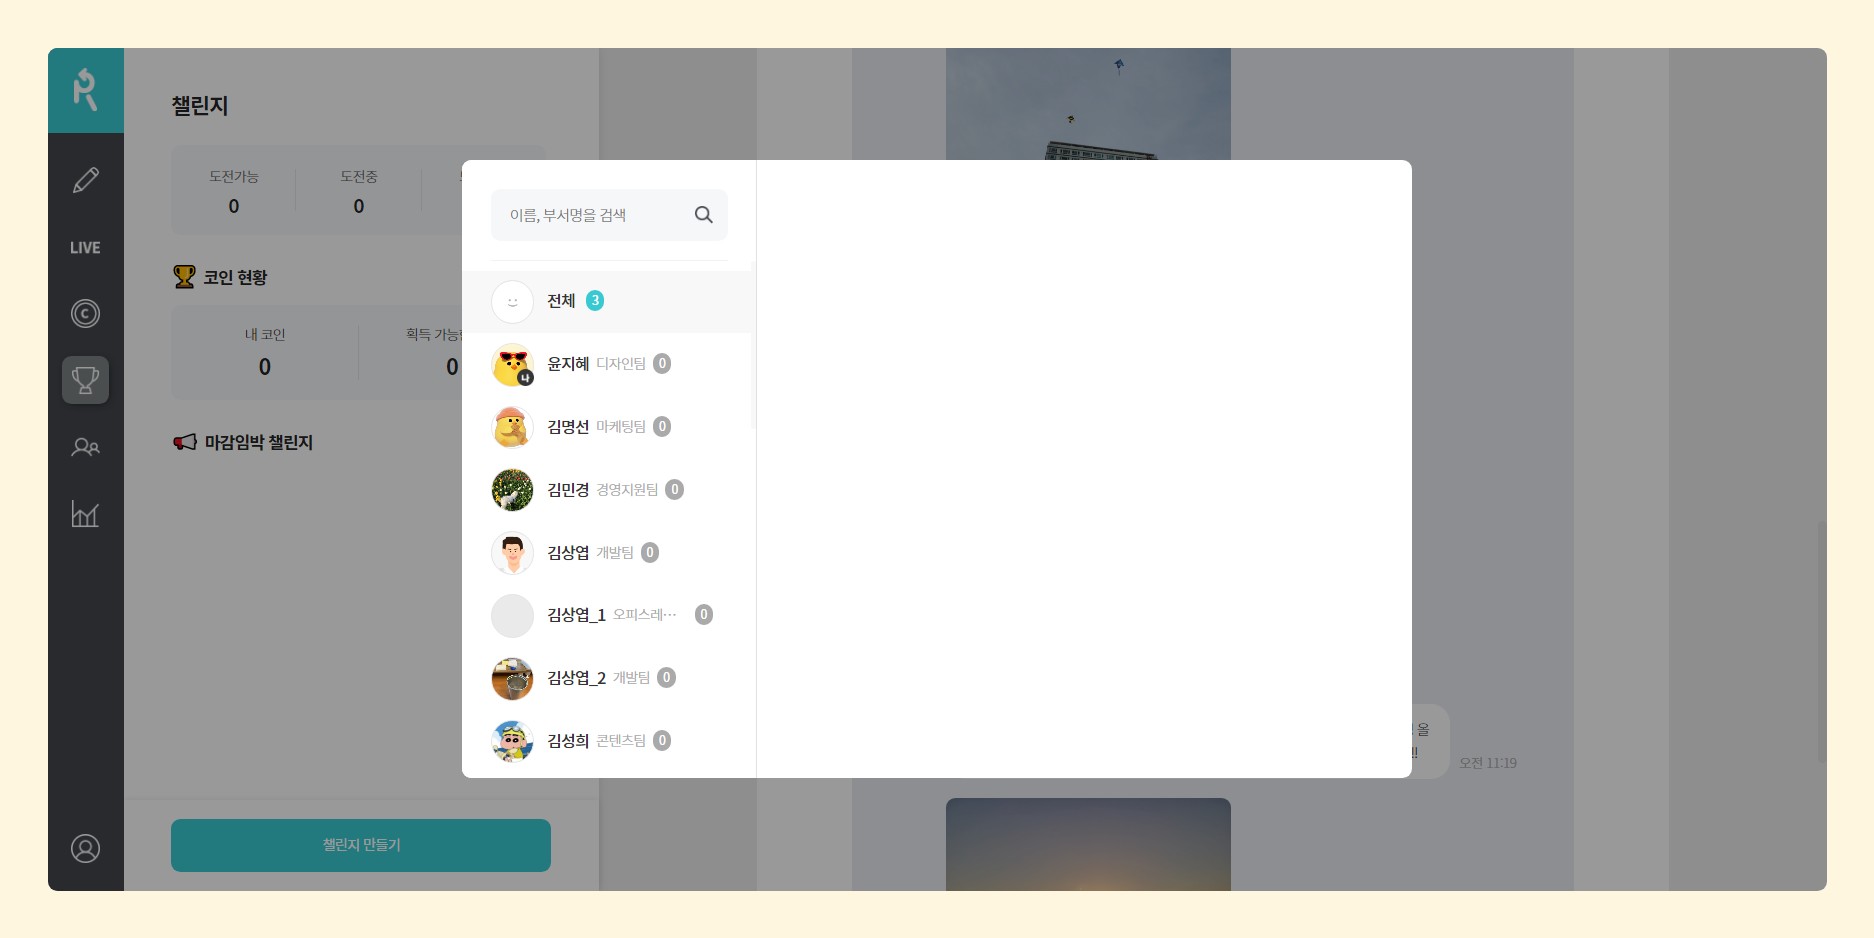 챌린지
도전가능
0
도전중
0
코인 현황
내 코인
0
획득 가능
0
마감임박 챌린지
챌린지 만들기
LIVE
이름, 부서명을 검색
전체 3
윤지혜 디자인팀 0
나
김명선 마케팅팀 0
김민경 경영지원팀 0
김상엽 개발팀 0
김상엽_1 오피스레… 0
김상엽_2 개발팀 0
김성희 콘텐츠팀 0
올
오전 11:19